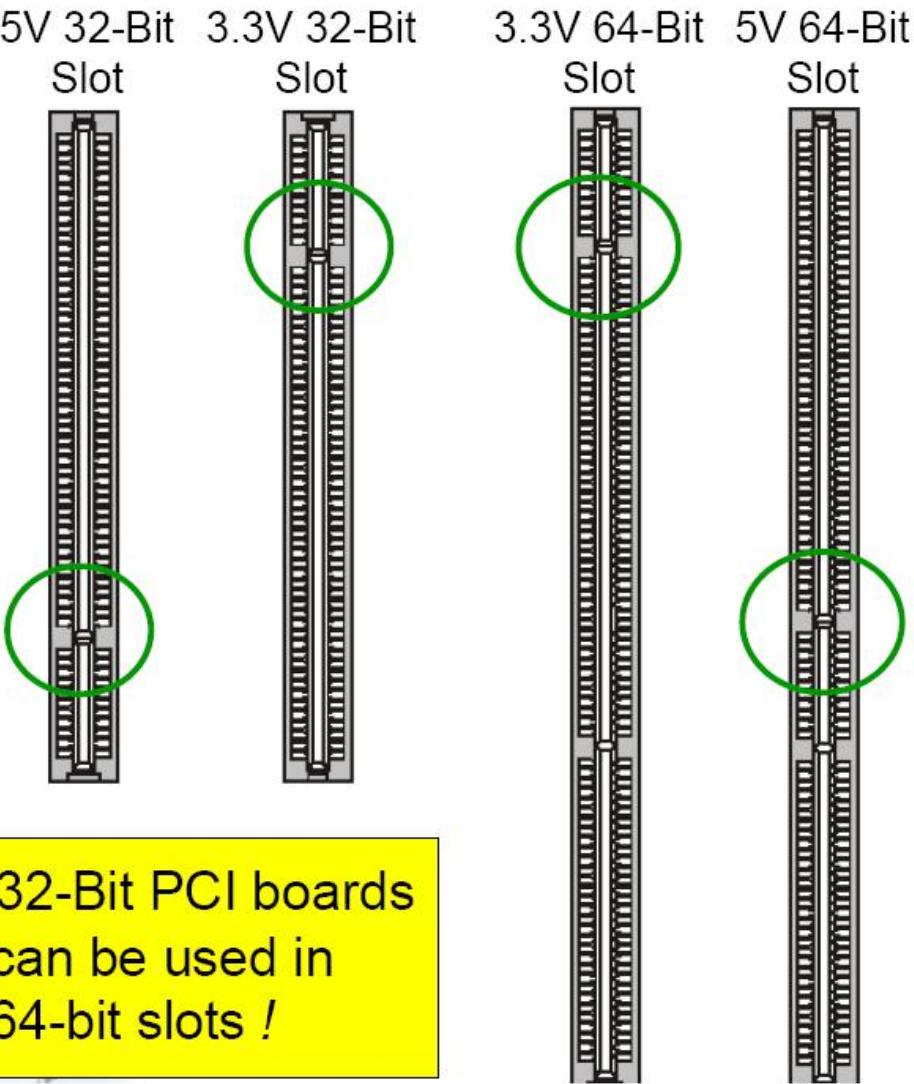 5V 32-Bit
Slot
3.3V 32-Bit
Slot
3.3V 64-Bit
Slot
5V 64-Bit
Slot
32-Bit PCI boards
can be used in
64-bit slots !